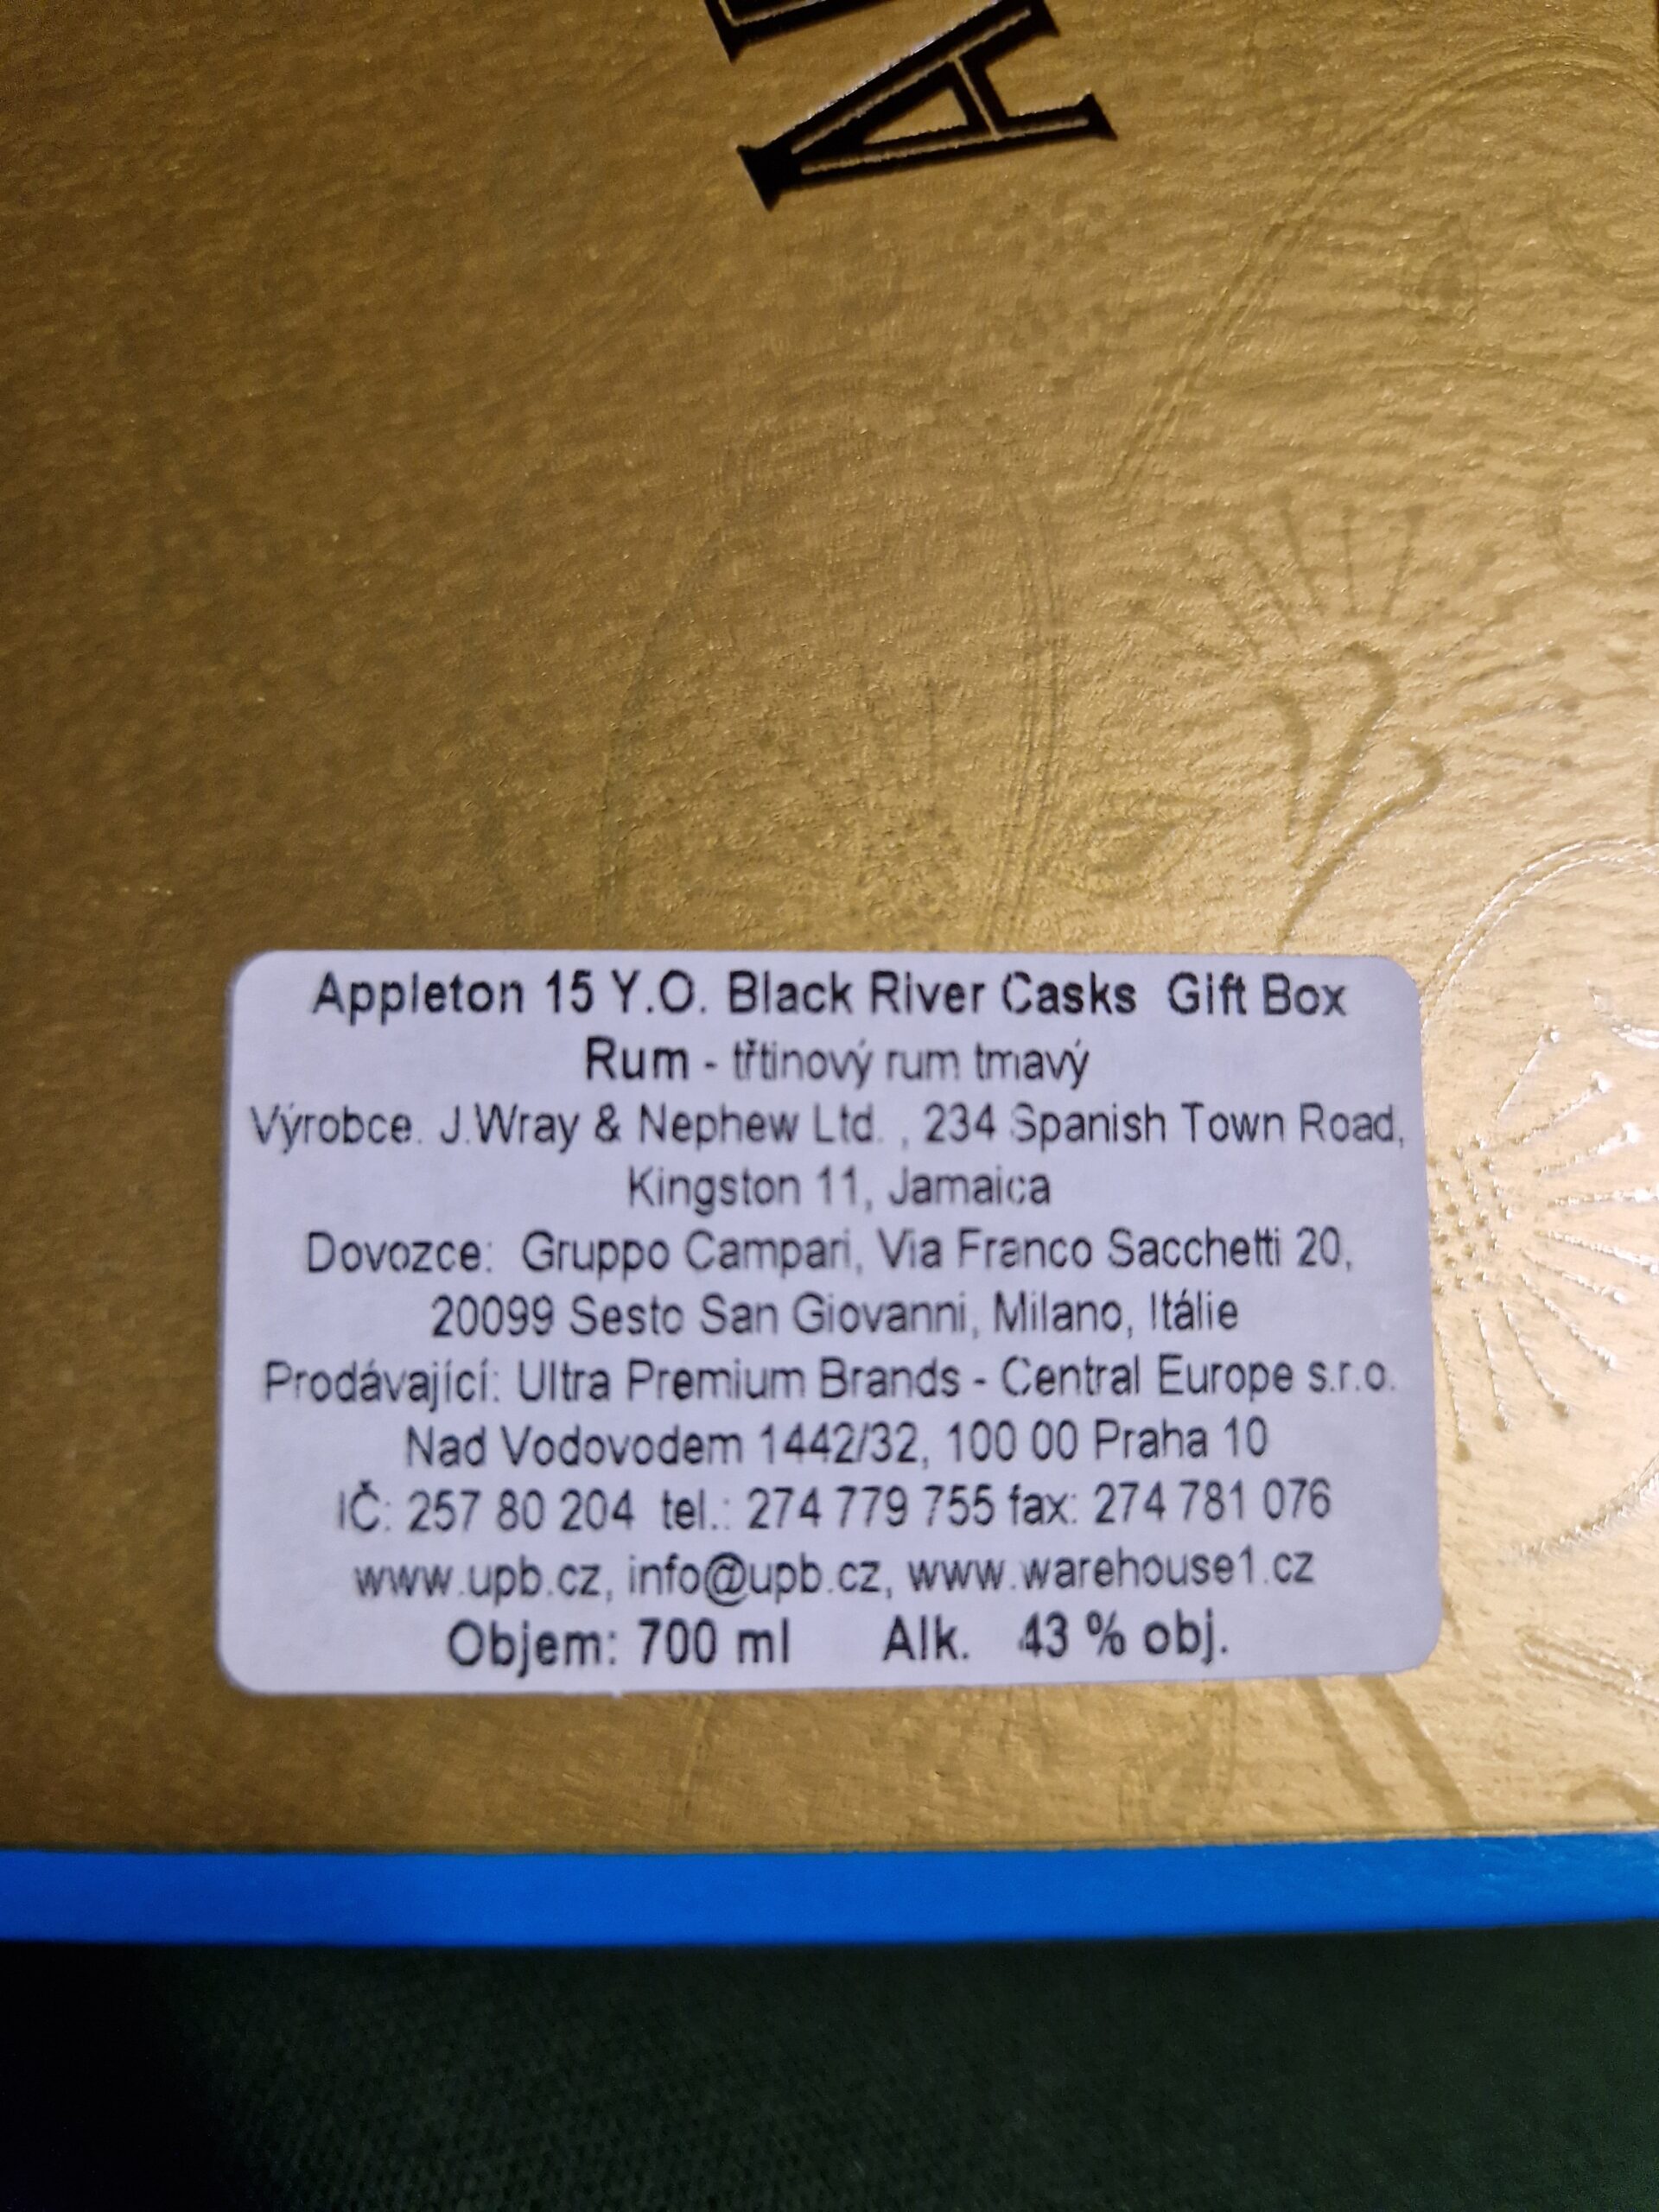 A
Appleton 15 Y.O. Black River Casks Gift Box
Rum - třtinový rum tmavý
Výrobce. J.Wray & Nephew Ltd. , 234 Spanish Town Road,
Kingston 11, Jamaica
Dovozce: Gruppo Campari, Via Franco Sacchetti 20,
20099 Sesto San Giovanni, Milano, Itálie
Prodávající: Ultra Premium Brands - Central Europe s.r.o.
Nad Vodovodem 1442/32, 100 00 Praha 10
IČ: 257 80 204 tel.: 274 779 755 fax: 274 781 076
www.upb.cz, info@upb.cz, www.warehouse1.cz
Objem: 700 ml Alk. 43 % obj.